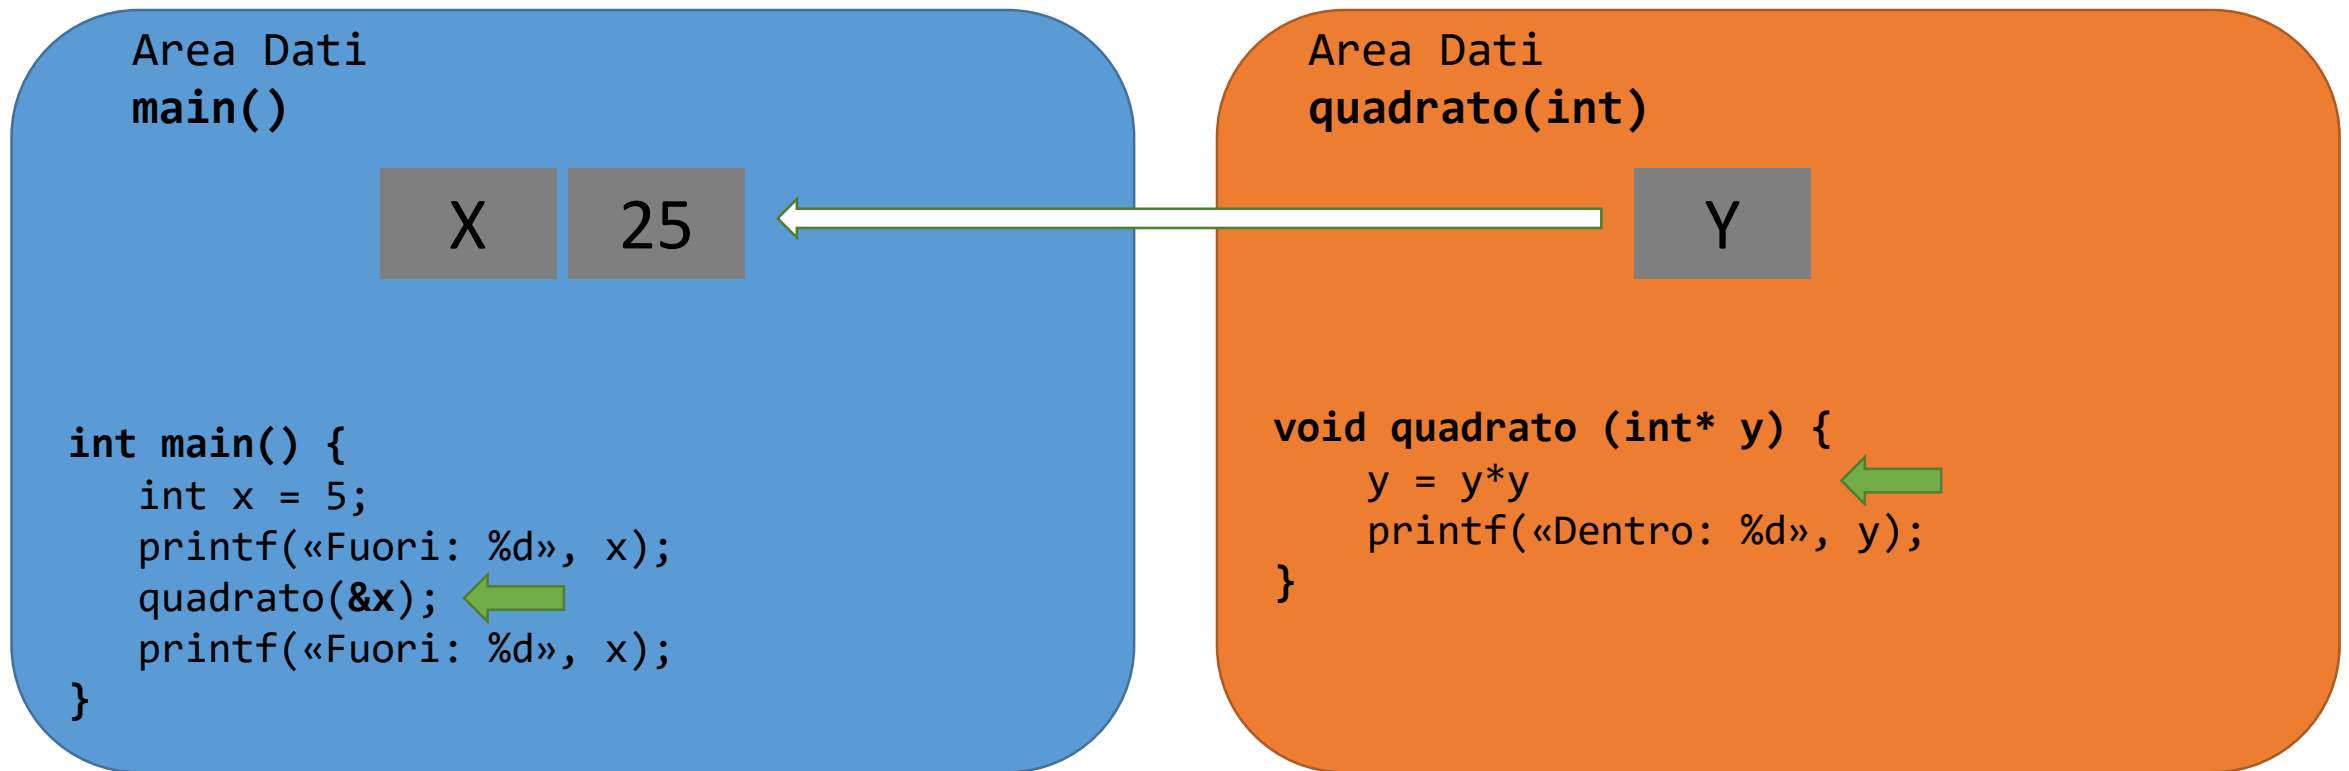 Area Dati
main()
X 25
int main() {
int x = 5;
printf(«Fuori: %d», x);
quadrato(&x);
printf(«Fuori: %d», x);
}
Area Dati
quadrato(int)
Y
void quadrato (int* y) {
y = y*y
printf(«Dentro: %d», y);
}